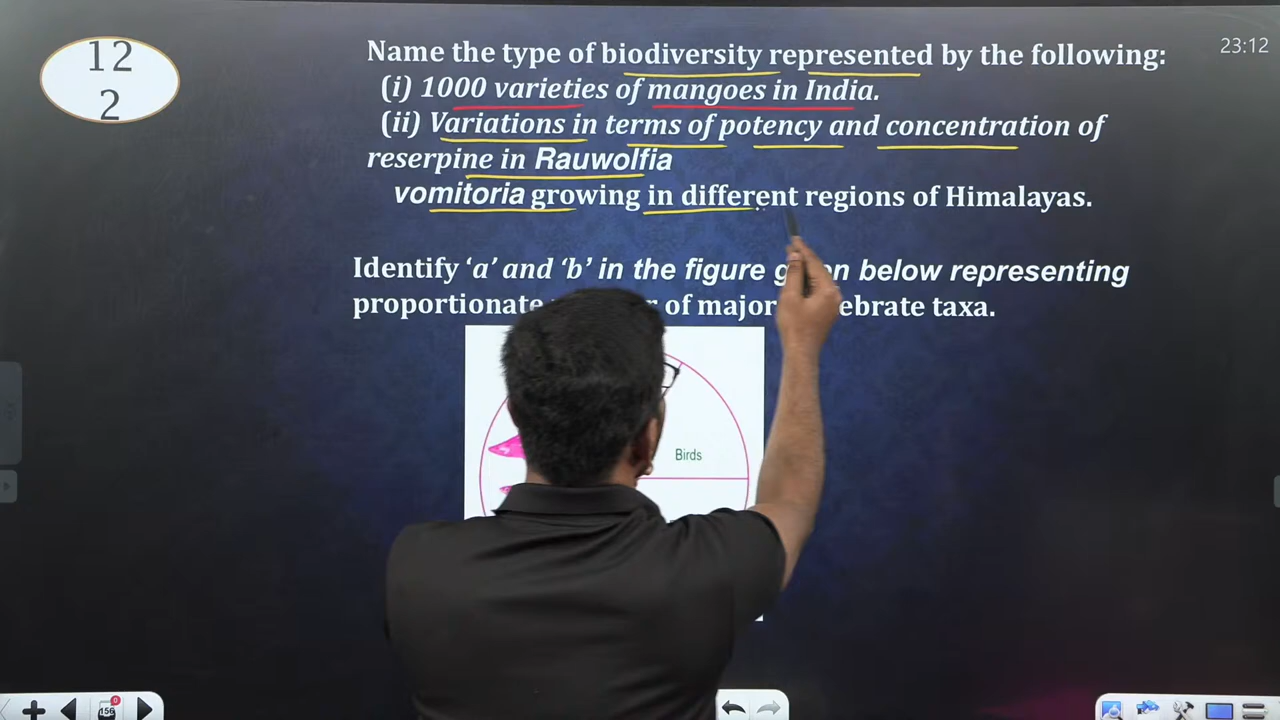 12
2
23:12
Name the type of biodiversity represented by the following:
(i) 1000 varieties of mangoes in India.
(ii) Variations in terms of potency and concentration of
reserpine in Rauwolfia
vomitoria growing in different regions of Himalayas.
Identify ‘a’ and ‘b’ in the figure below representing
proportionate of major taxa.
Birds
156
0